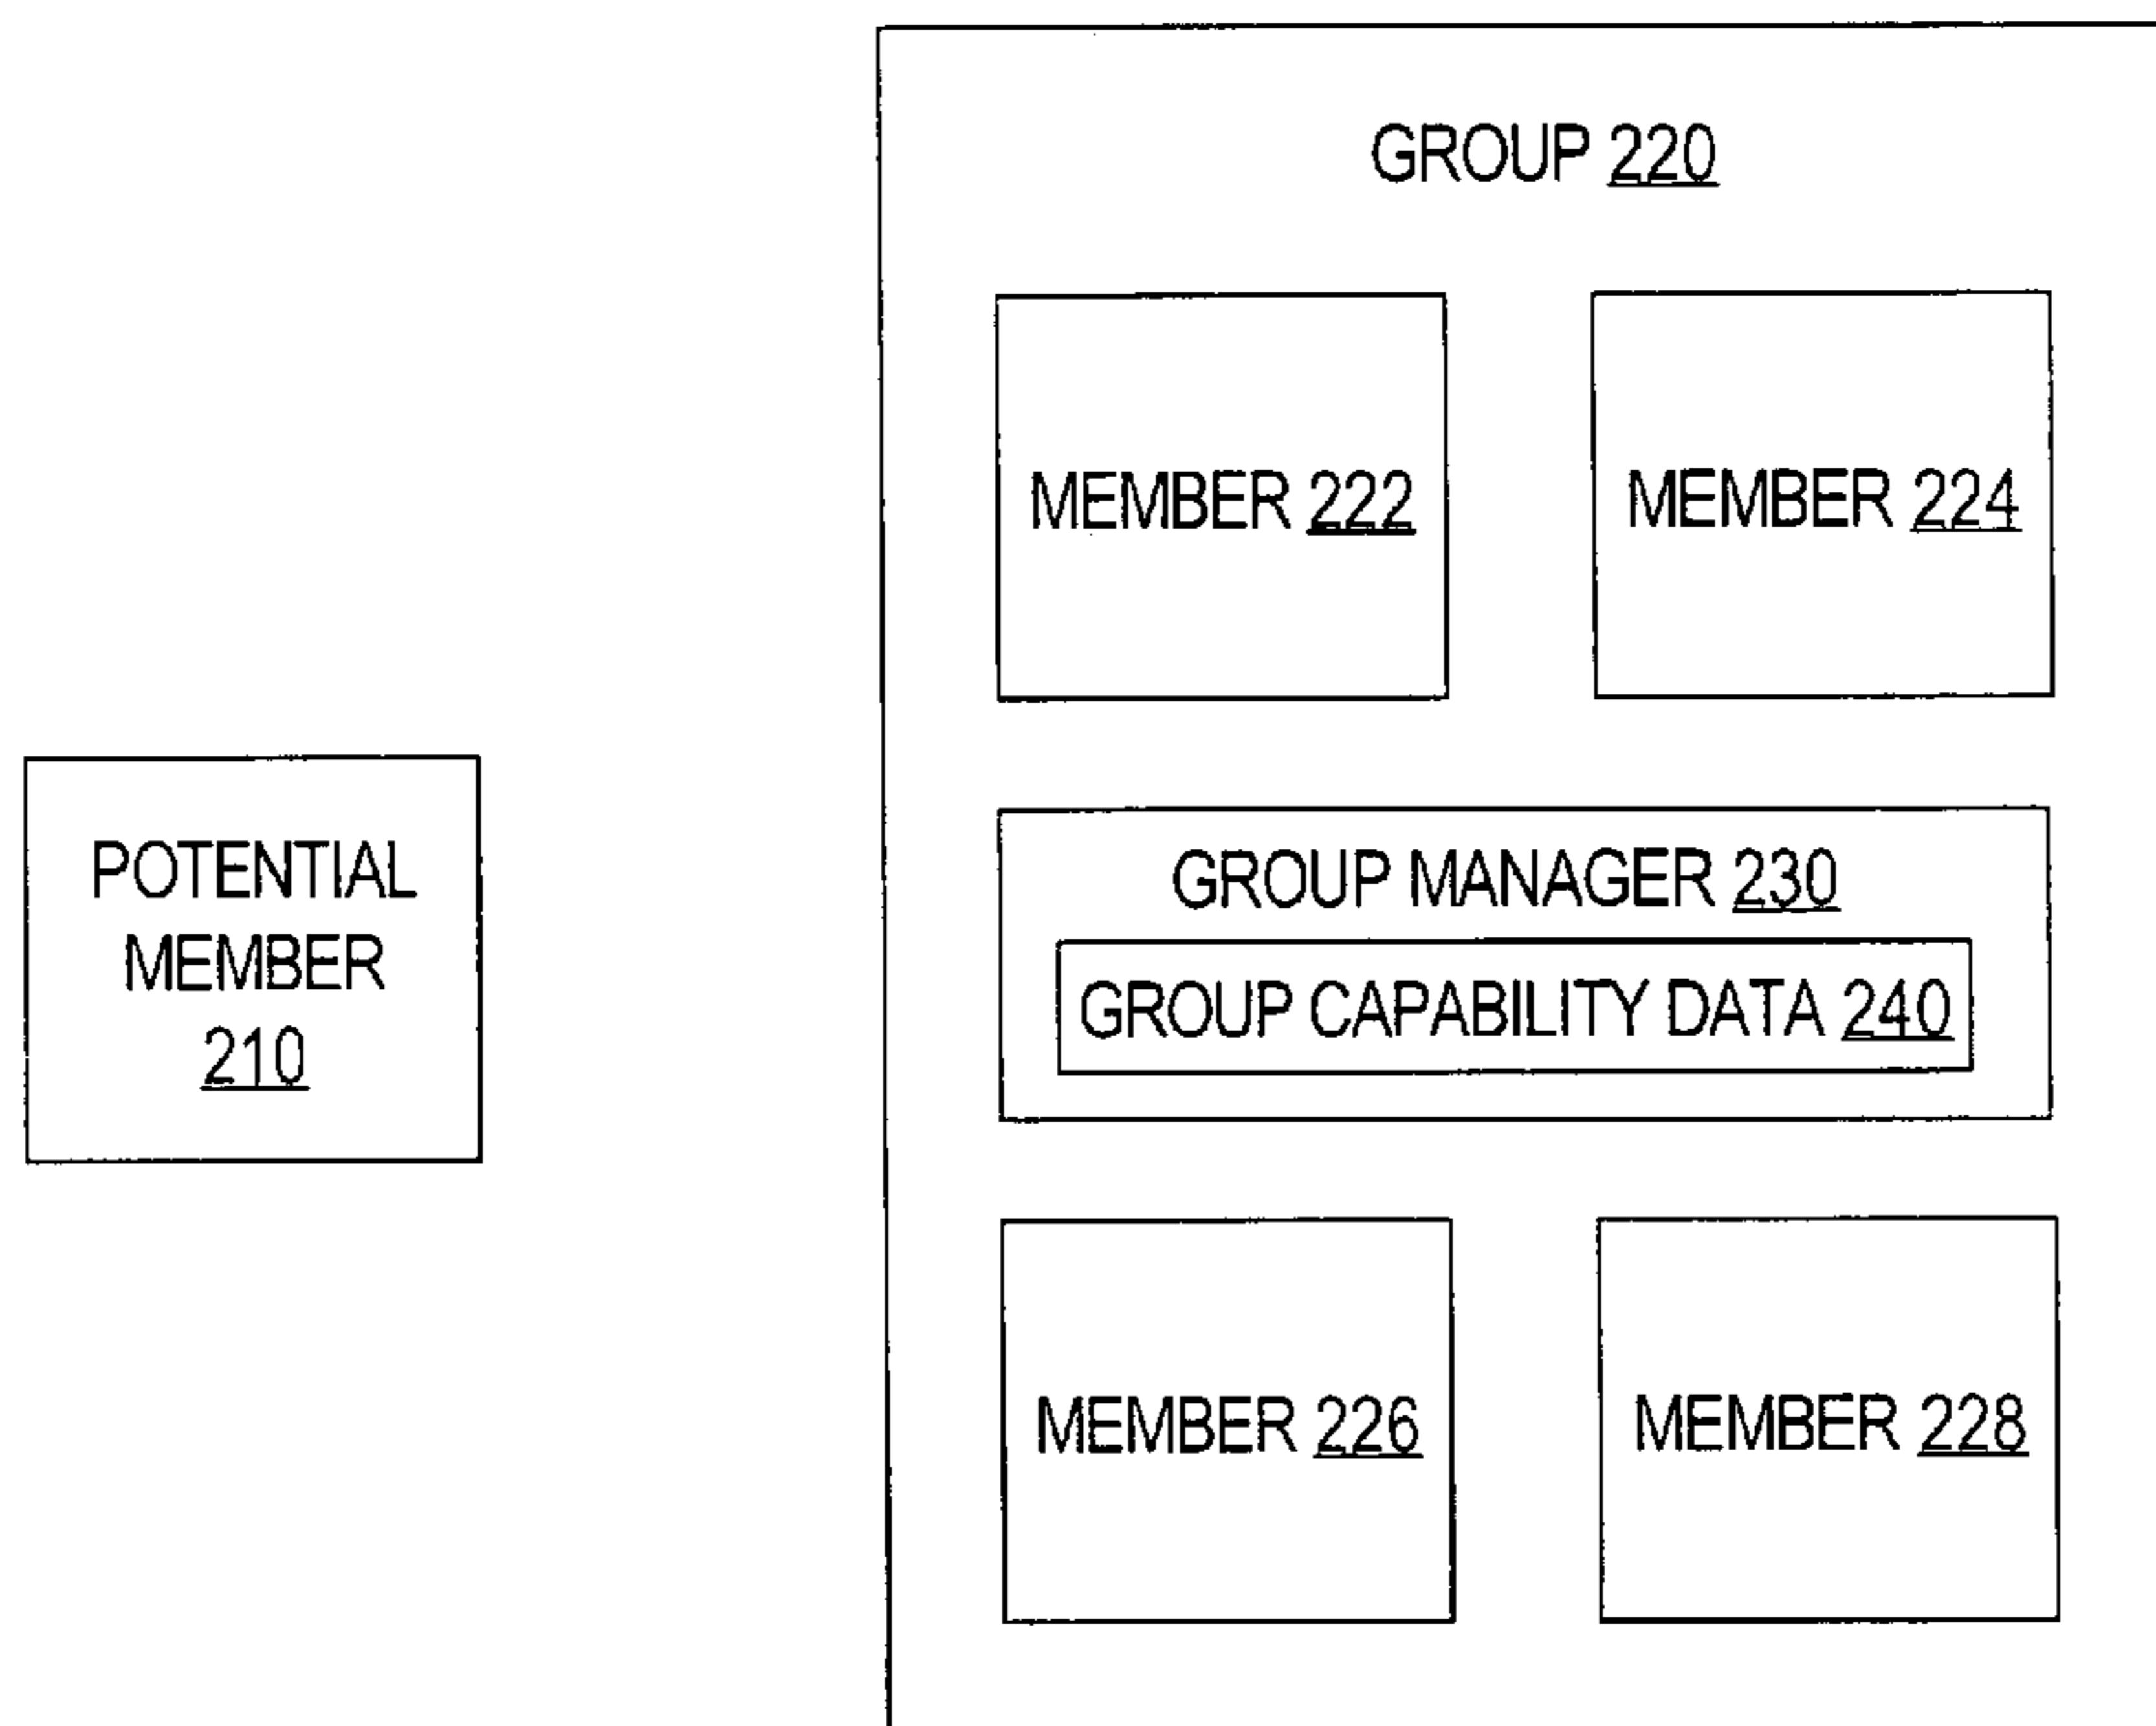 GROUP 220
MEMBER 222
MEMBER 224
POTENTIAL
MEMBER
210
GROUP MANAGER 230
GROUP CAPABILITY DATA 240
MEMBER 226
MEMBER 228